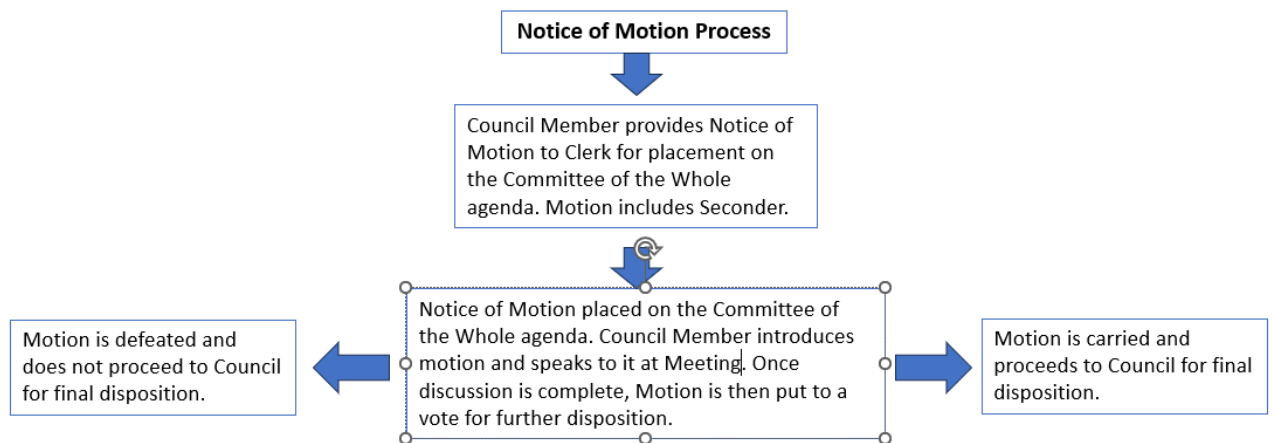 Notice of Motion Process
Council Member provides Notice of
Motion to Clerk for placement on
the Committee of the Whole
agenda. Motion includes Seconder.
Notice of Motion placed on the Committee of
the Whole agenda. Council Member introduces
motion and speaks to it at Meeting. Once
discussion is complete, Motion is then put to a
vote for further disposition.
Motion is defeated and
does not proceed to Council
for final disposition.
Motion is carried and
proceeds to Council for final
disposition.